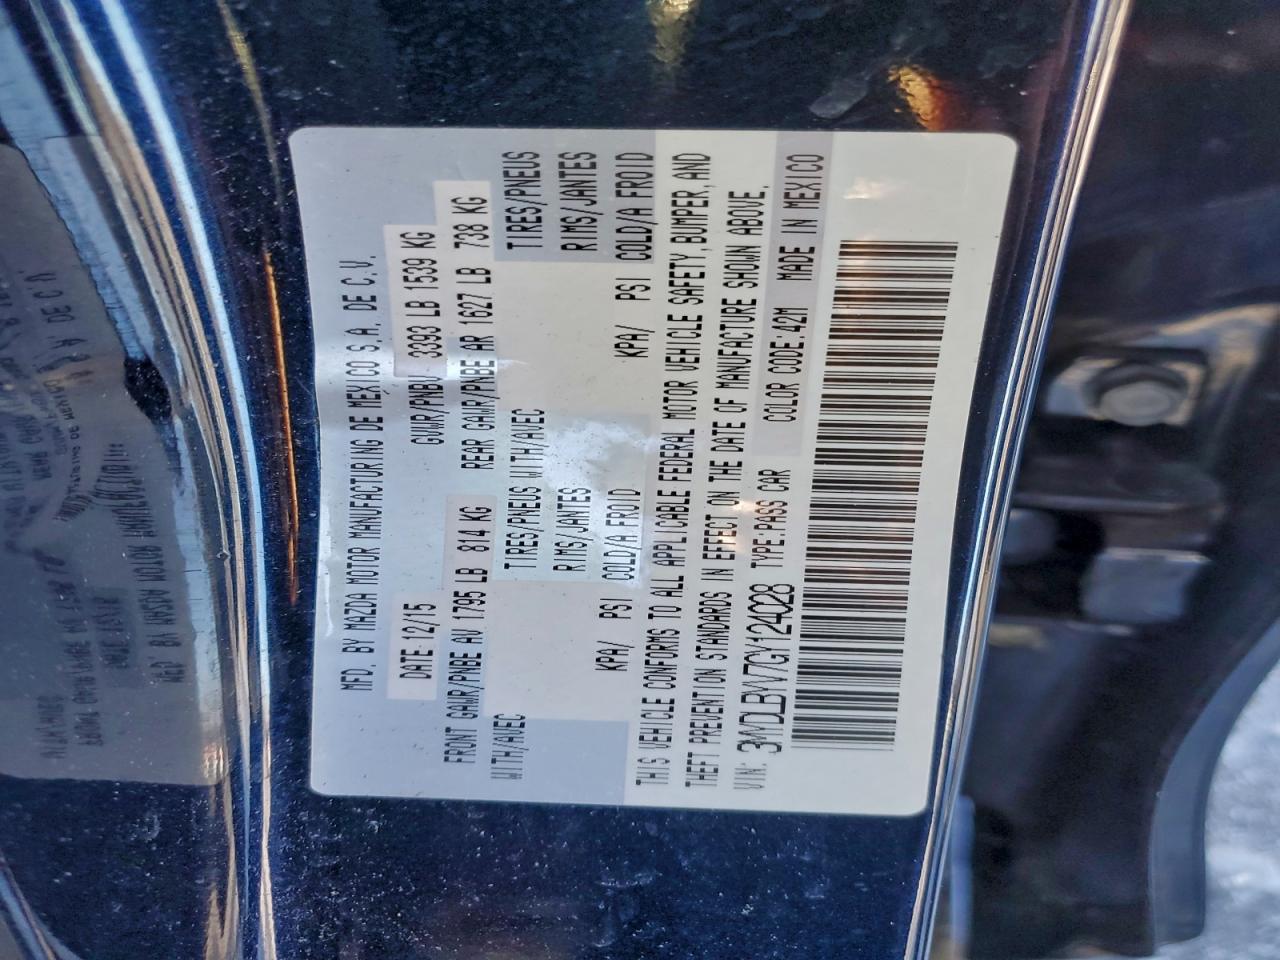 MFD. BY MAZDA MOTOR MANUFACTURING DE MEXICO S.A. DE C.V.
DATE: 12/15 GVWR/PNBV 3393 LB 1539 KG
FRONT GAWR/PNBE AV 1795 LB 814 KG REAR GAWR/PNBE AR 1627 LB 738 KG
WITH/AVEC TIRES/PNEUS WITH/AVEC TIRES/PNEUS
RIMS/JANTES RIMS/JANTES
KPA/ PSI COLD/A FROID KPA/ PSI COLD/A FROID
THIS VEHICLE CONFORMS TO ALL APPLICABLE FEDERAL MOTOR VEHICLE SAFETY, BUMPER, AND
THEFT PREVENTION STANDARDS IN EFFECT ON THE DATE OF MANUFACTURE SHOWN ABOVE.
VIN: 3MYDLBYV7GY124028 TYPE: PASS CAR COLOR CODE: 42M MADE IN MEXICO